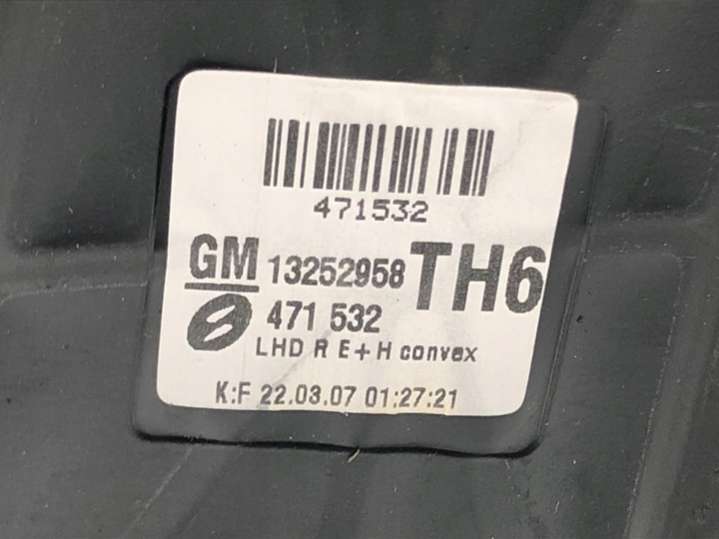 471532
GM 13252958 TH6
471 532
LHD R E+H convex
K:F 22.03.07 01:27:21